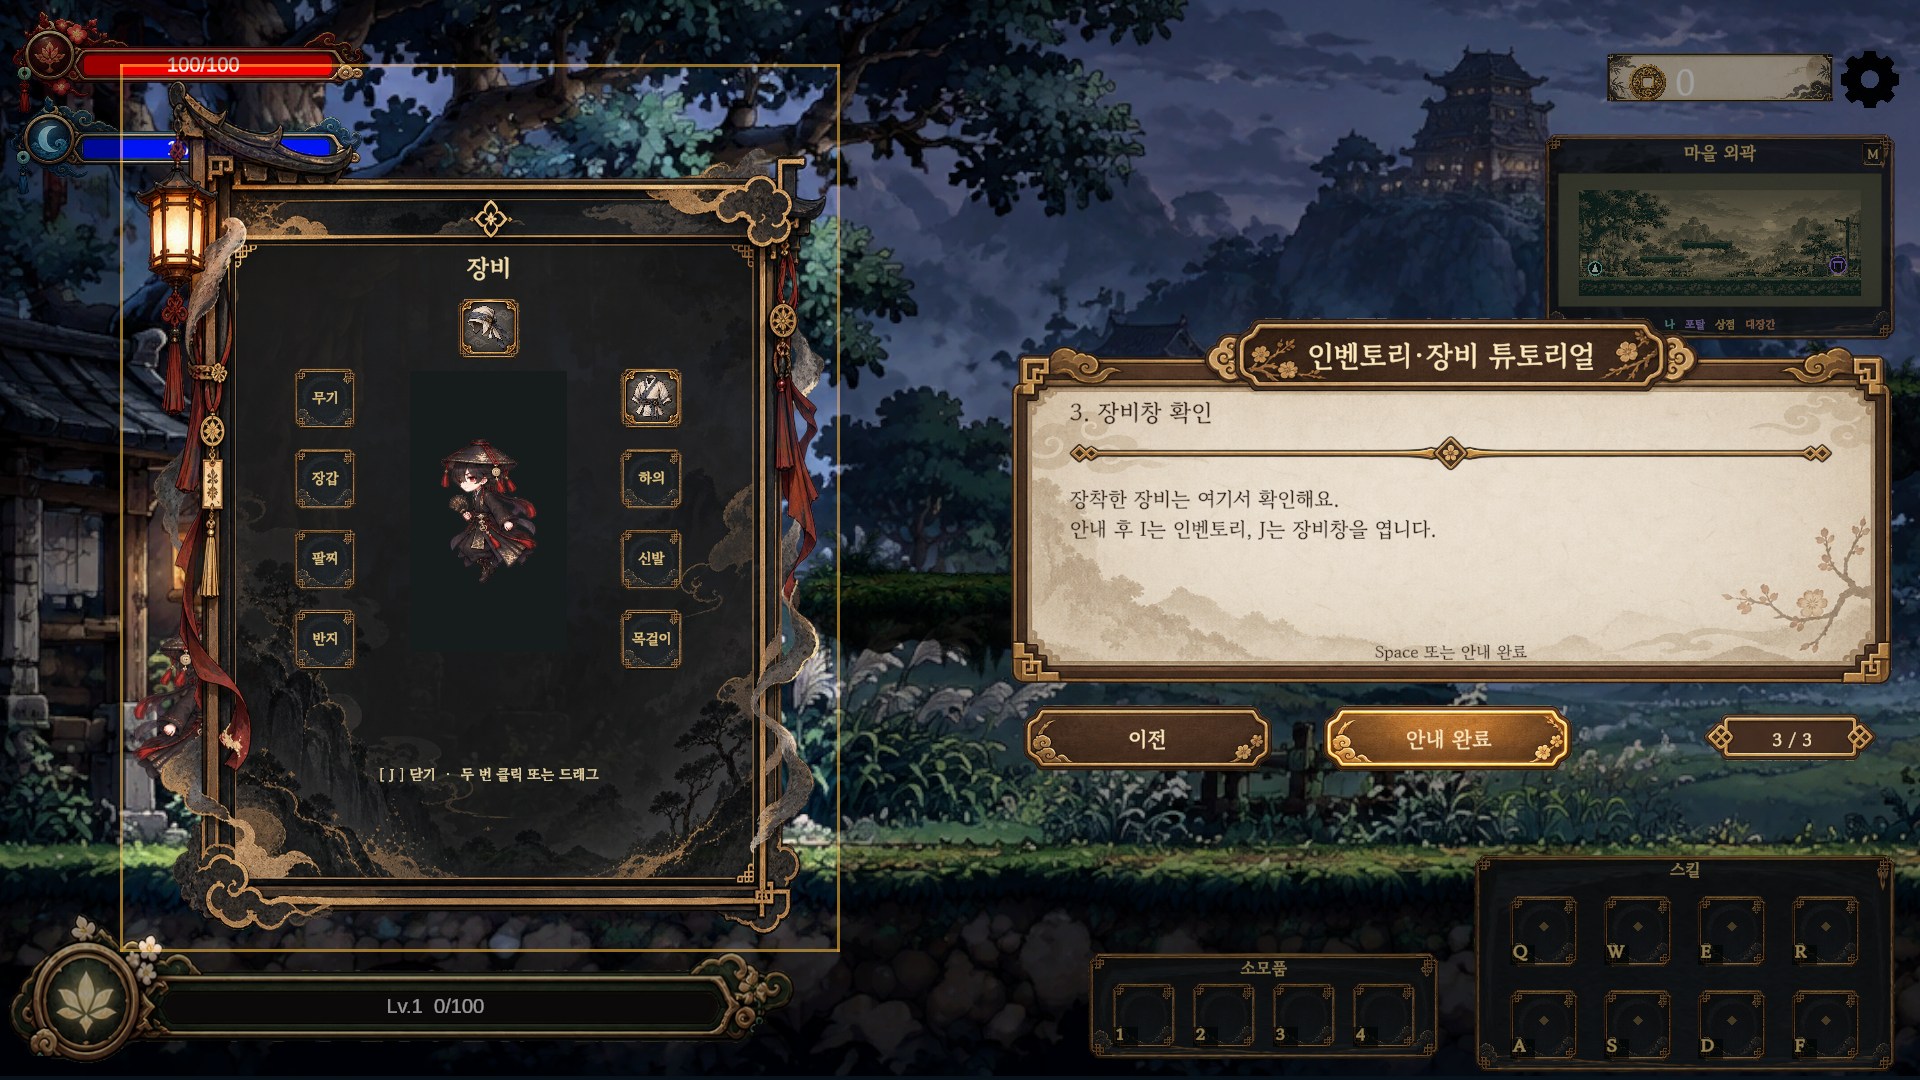 100/100
0
마을 외곽
M
나 포탈 상점 대장간
장비
무기
장갑
하의
팔찌
신발
반지
목걸이
[ J ] 닫기 · 두 번 클릭 또는 드래그
인벤토리·장비 튜토리얼
3. 장비창 확인
장착한 장비는 여기서 확인해요.
안내 후 I는 인벤토리, J는 장비창을 엽니다.
Space 또는 안내 완료
이전
안내 완료
3 / 3
스킬
Q W E R
A S D F
소모품
1 2 3 4
Lv.1 0/100